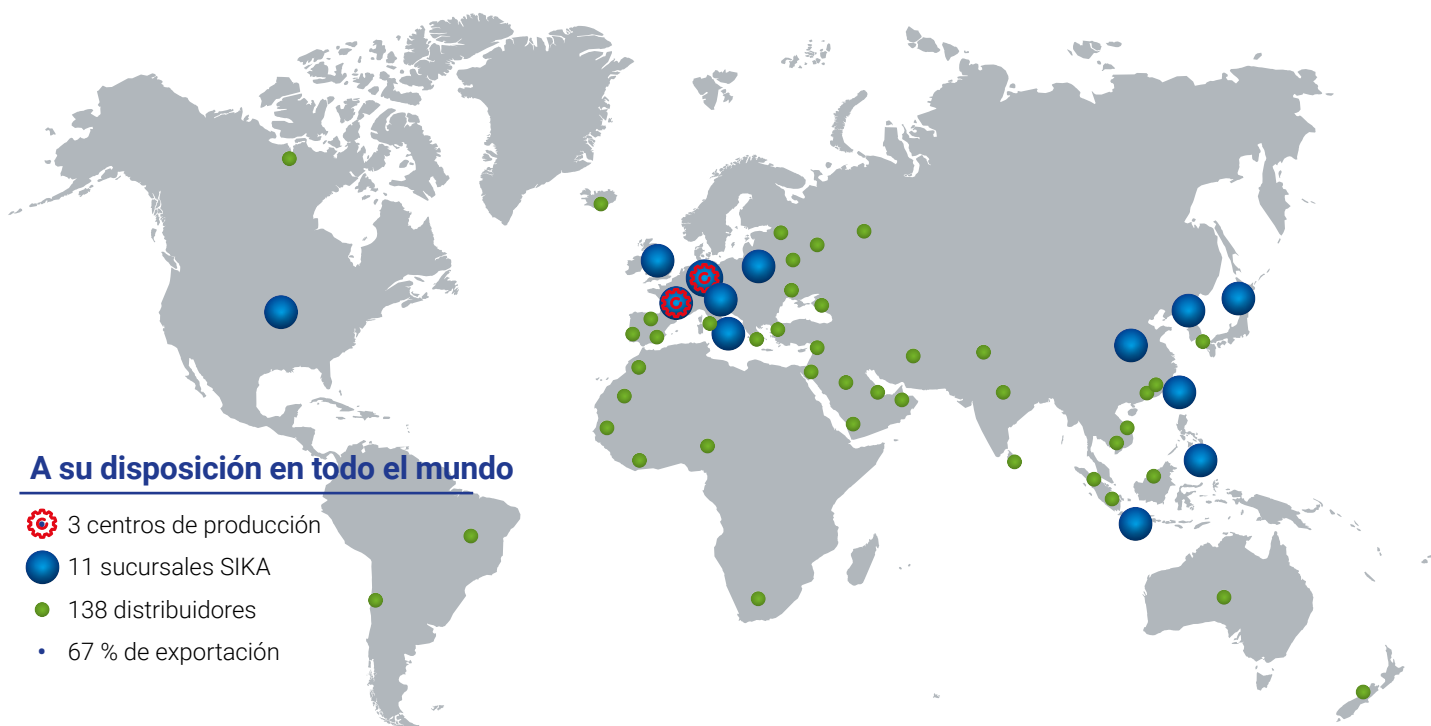 A su disposición en todo el mundo
3 centros de producción
11 sucursales SIKA
138 distribuidores
• 67 % de exportación